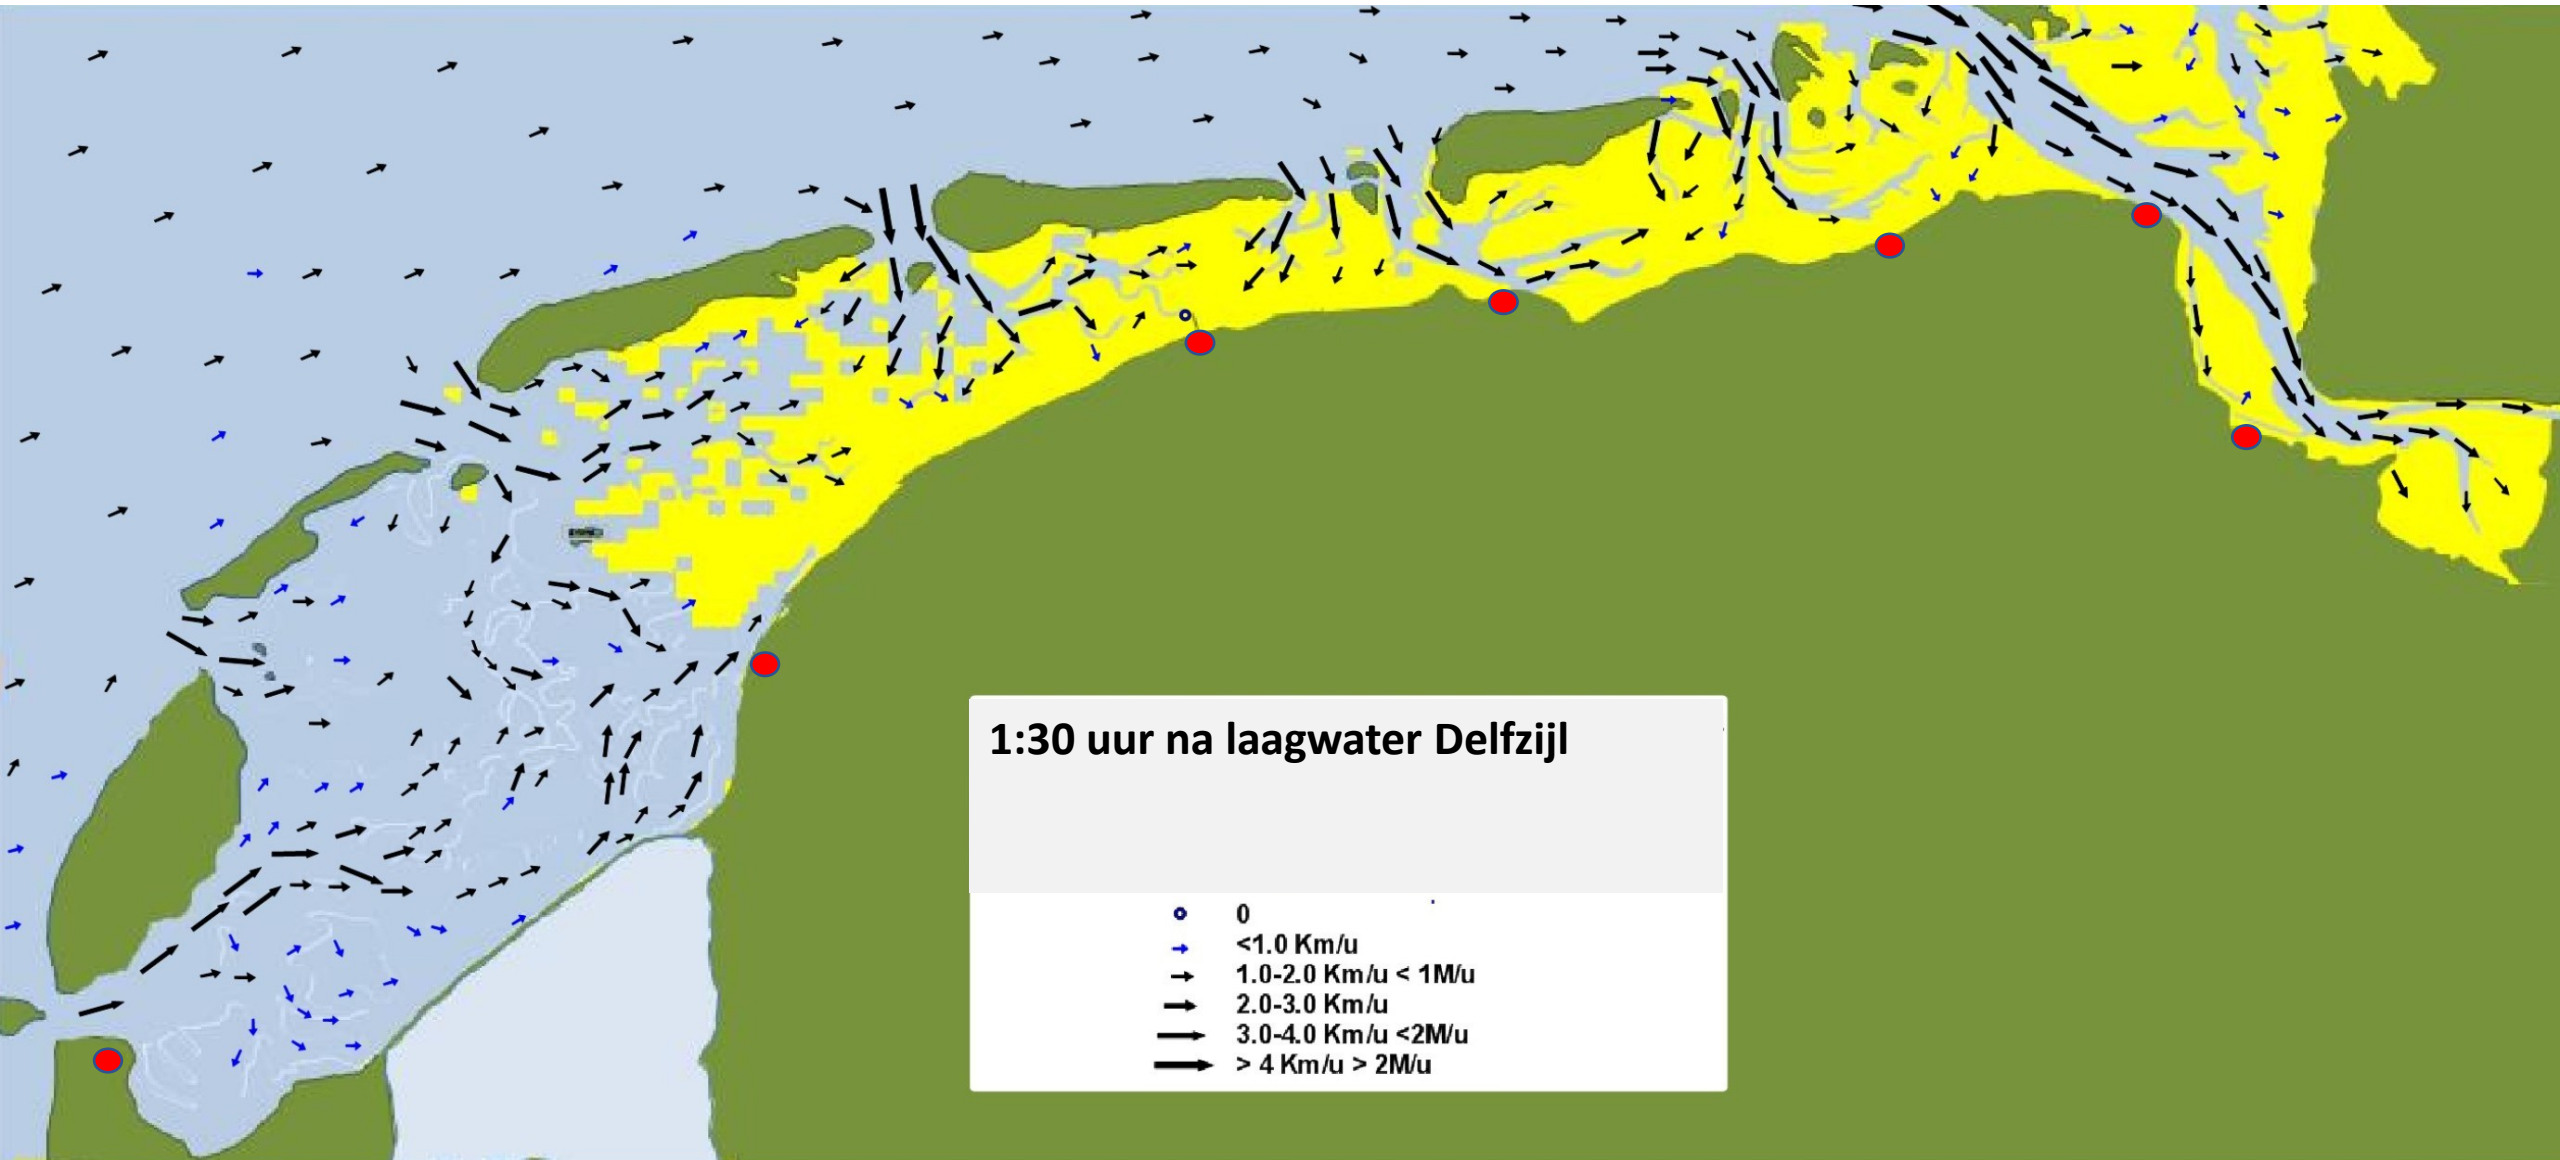 1:30 uur na laagwater Delfzijl
0
<1.0 Km/u
1.0-2.0 Km/u < 1M/u
2.0-3.0 Km/u
3.0-4.0 Km/u <2M/u
> 4 Km/u > 2M/u